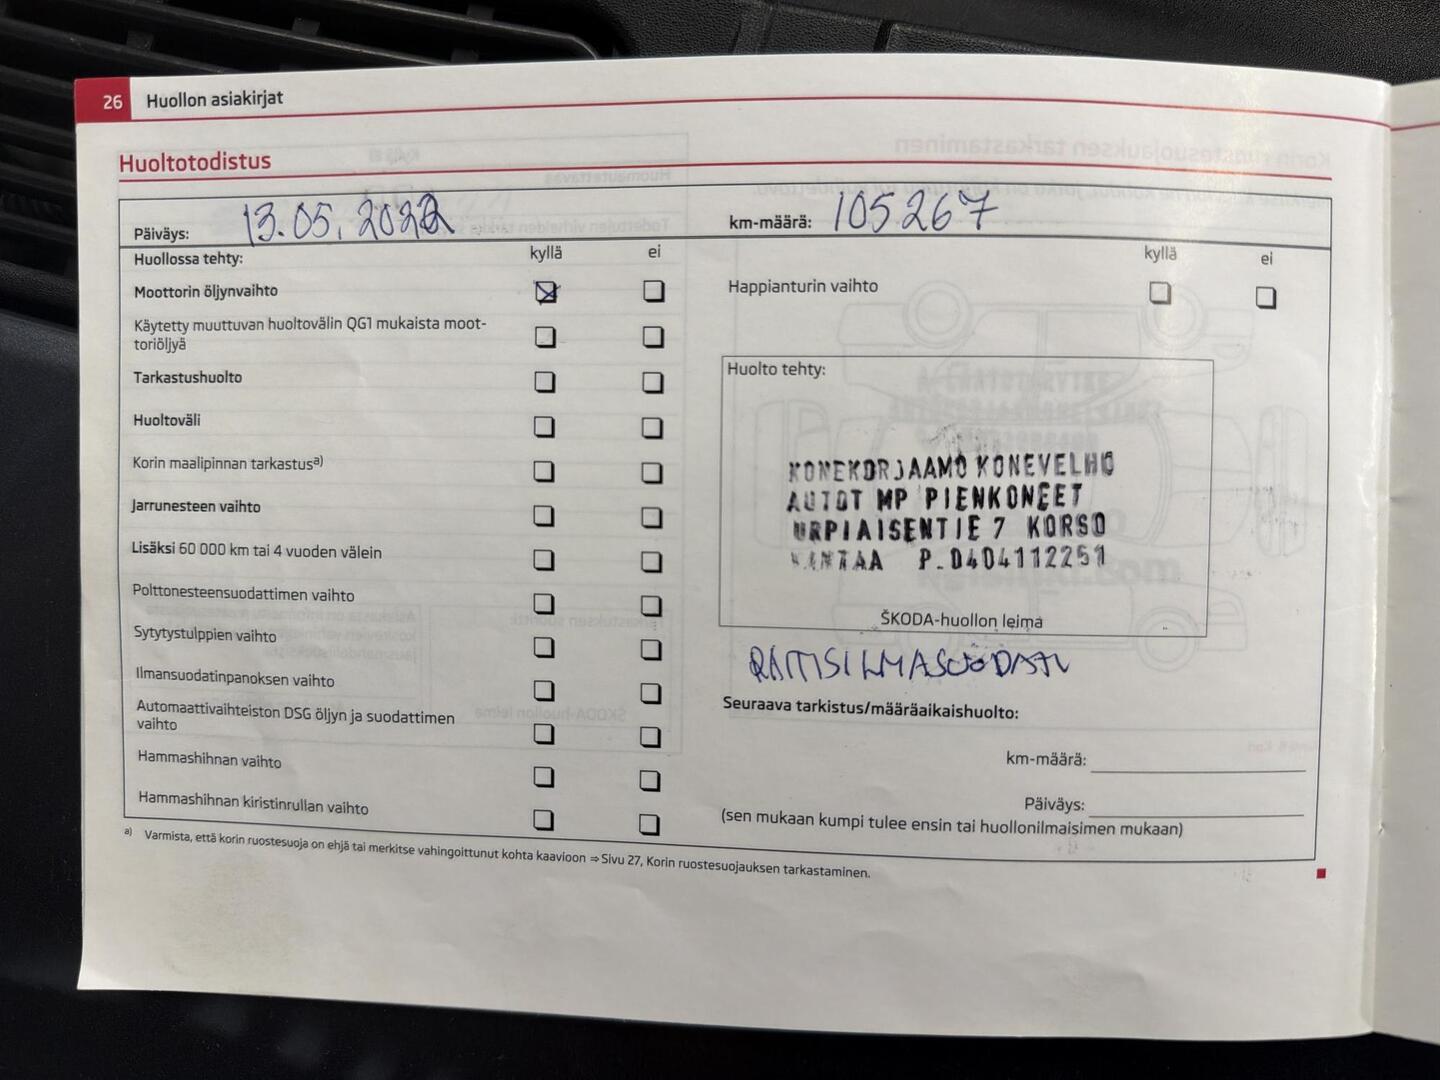 26 Huollon asiakirjat
Huoltotodistus
Päiväys: 13.05.2022 km-määrä: 105267
Huollossa tehty: kyllä ei kyllä ei
Moottorin öljynvaihto
Happianturin vaihto
Käytetty muuttuvan huoltovälin QG1 mukaista moot-
toriöljyä
Tarkastushuolto
Huoltoväli
Korin maalipinnan tarkastusa)
Jarrunesteen vaihto
Lisäksi 60 000 km tai 4 vuoden välein
Polttonesteensuodattimen vaihto
Sytytystulppien vaihto
Ilmansuodatinpanoksen vaihto
Automaattivaihteiston DSG öljyn ja suodattimen
vaihto
Hammashihnan vaihto
Hammashihnan kiristinrullan vaihto
Huolto tehty:
KONEKORJAAMO KONEVELHO
AUTOT MP PIENKONEET
URPIAISENTIE 7 KORSO
VANTAA P.0404112251
ŠKODA-huollon leima
RAITISILMASUODATIN
Seuraava tarkistus/määräaikaishuolto:
km-määrä:
Päiväys:
(sen mukaan kumpi tulee ensin tai huollonilmaisimen mukaan)
a) Varmista, että korin ruostesuoja on ehjä tai merkitse vahingoittunut kohta kaavioon ⇒ Sivu 27, Korin ruostesuojauksen tarkastaminen.